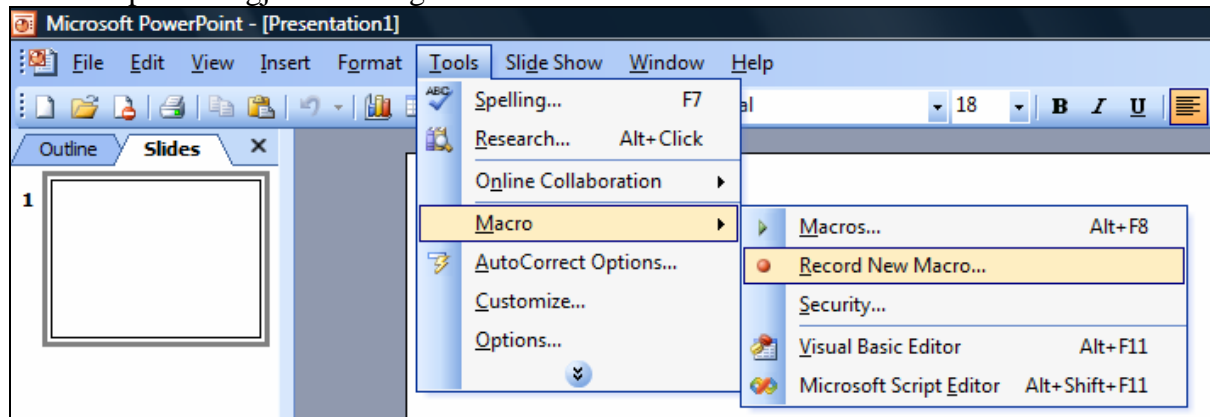 Microsoft PowerPoint - [Presentation1]
File Edit View Insert Format Tools Slide Show Window Help
Spelling... F7
al 18 B I U
Research... Alt+Click
Outline Slides X
Online Collaboration
1
Macro
Macros... Alt+F8
AutoCorrect Options...
Record New Macro...
Customize...
Security...
Options...
Visual Basic Editor Alt+F11
Microsoft Script Editor Alt+Shift+F11